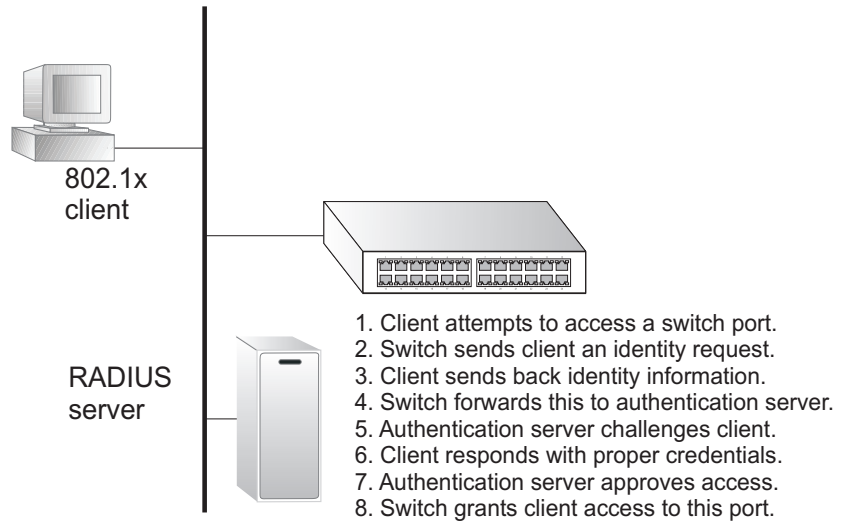 802.1x
client
RADIUS
server
1. Client attempts to access a switch port.
2. Switch sends client an identity request.
3. Client sends back identity information.
4. Switch forwards this to authentication server.
5. Authentication server challenges client.
6. Client responds with proper credentials.
7. Authentication server approves access.
8. Switch grants client access to this port.